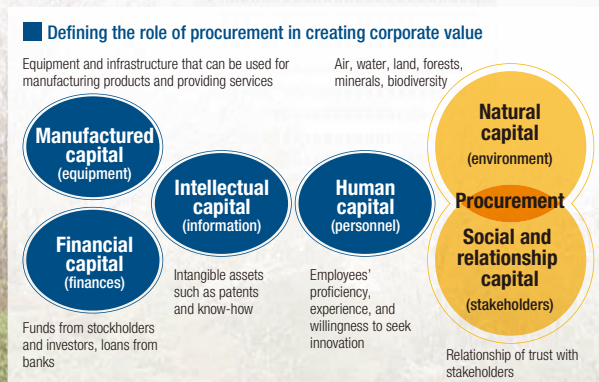 Defining the role of procurement in creating corporate value
Equipment and infrastructure that can be used for
manufacturing products and providing services
Air, water, land, forests,
minerals, biodiversity
Manufactured
capital
(equipment)
Financial
capital
(finances)
Funds from stockholders
and investors, loans from
banks
Intellectual
capital
(information)
Intangible assets
such as patents
and know-how
Human
capital
(personnel)
Employees’
proficiency,
experience, and
willingness to seek
innovation
Natural
capital
(environment)
Procurement
Social and
relationship
capital
(stakeholders)
Relationship of trust with
stakeholders